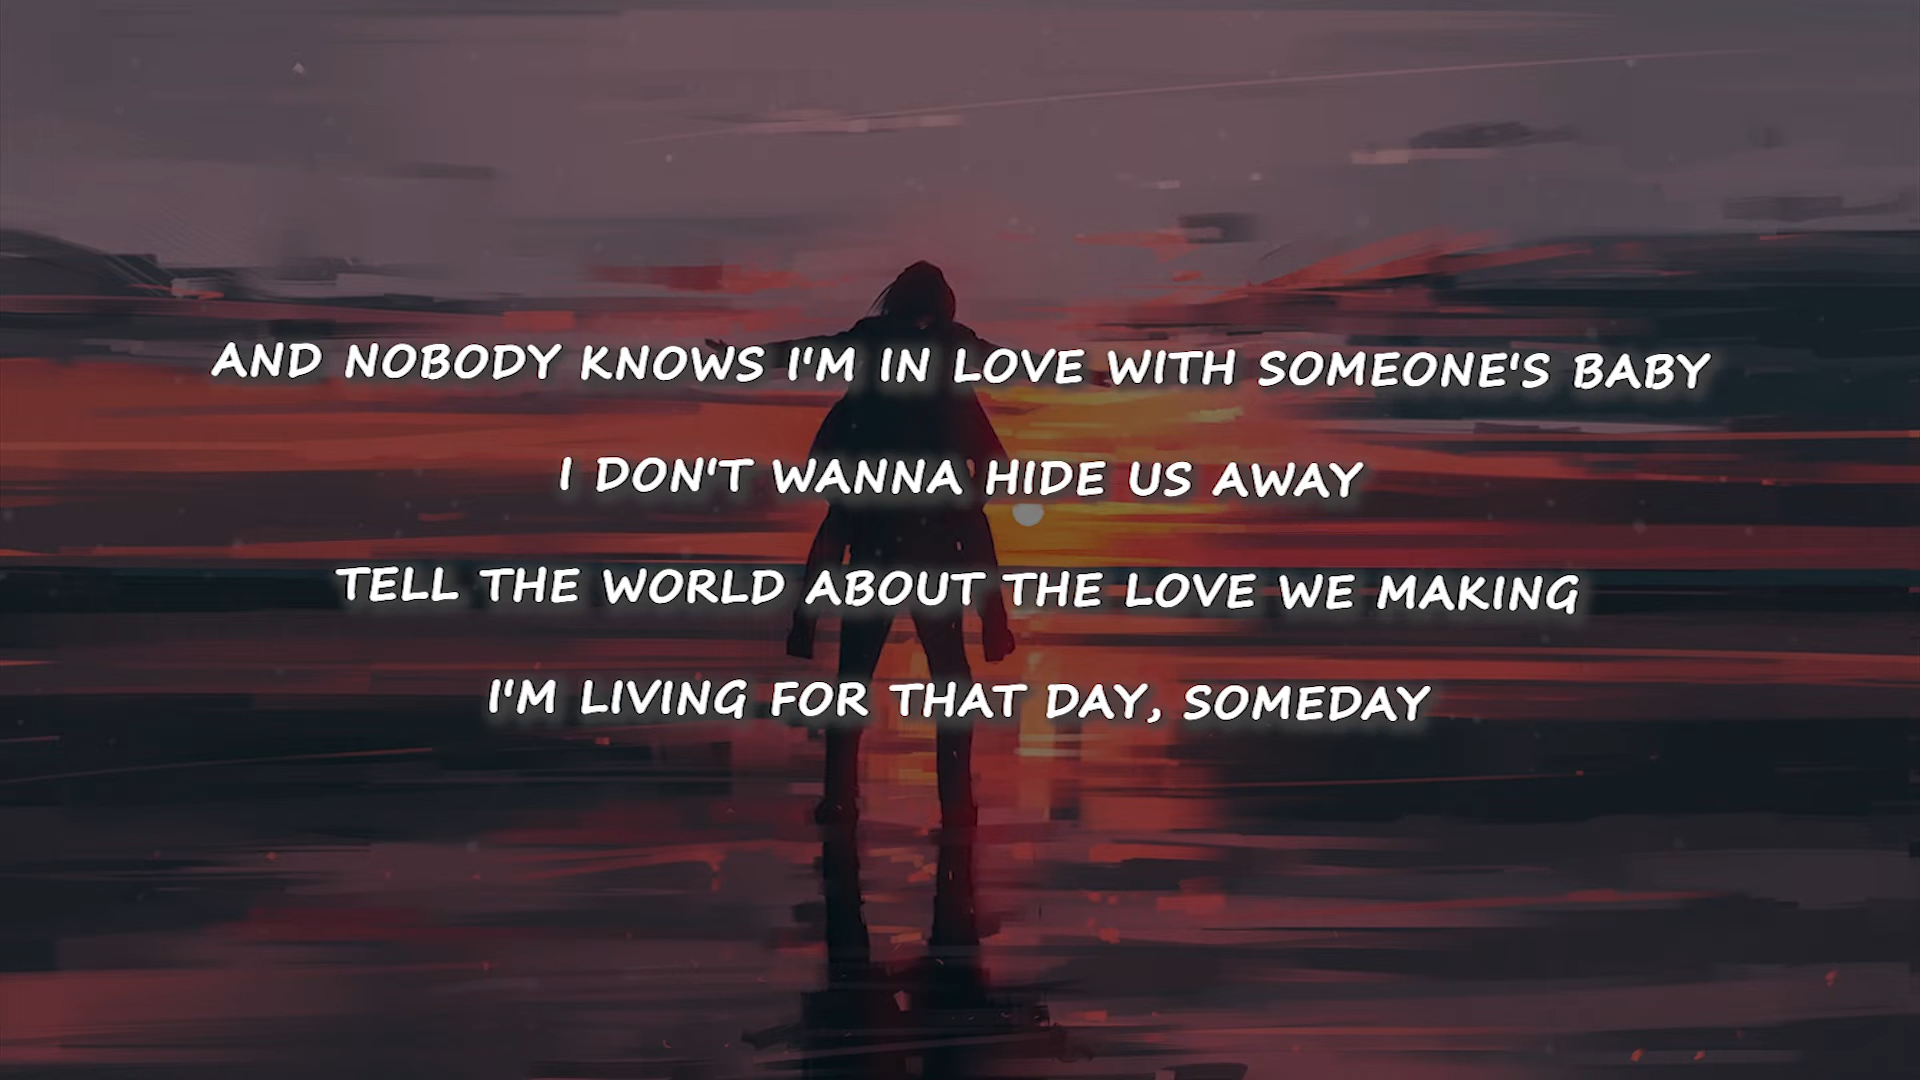 AND NOBODY KNOWS I'M IN LOVE WITH SOMEONE'S BABY
I DON'T WANNA HIDE US AWAY
TELL THE WORLD ABOUT THE LOVE WE MAKING
I'M LIVING FOR THAT DAY, SOMEDAY